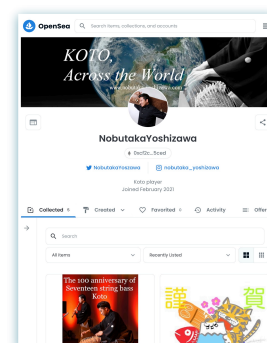 OpenSea
Search items, collections, and accounts
KOTO,
Across the World
NobutakaYoshizawa
NobutakaYoszawa
nobutaka_yoshizawa
Koto player
Joined February 2021
Collected
Created
Favorited
Activity
Offer
Search
All items
Recently Listed
The 100 anniversary of
Seventeen string bass
Koto
謹 賀